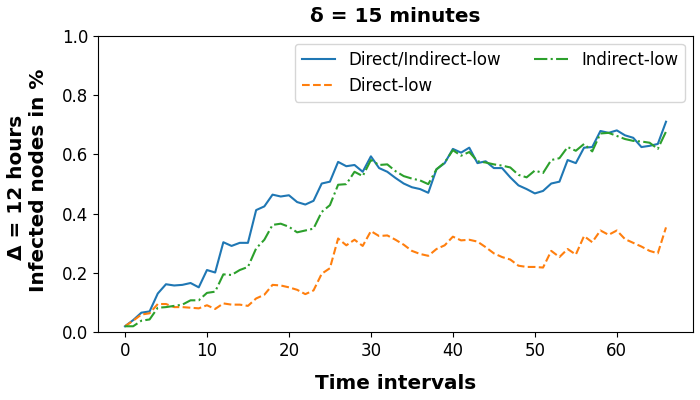 δ = 15 minutes
Δ = 12 hours
Infected nodes in %
1.0
0.8
0.6
0.4
0.2
0.0
Direct/Indirect-low
Direct-low
Indirect-low
0 10 20 30 40 50 60
Time intervals